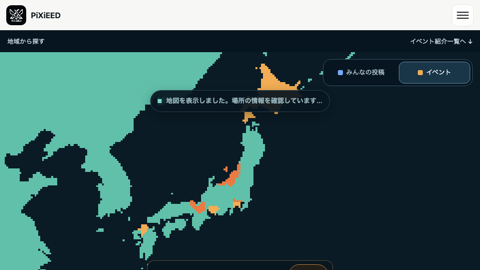 PiXiEED
地域から探す
イベント紹介一覧へ ↓
みんなの投稿
イベント
地図を表示しました。場所の情報を確認しています...